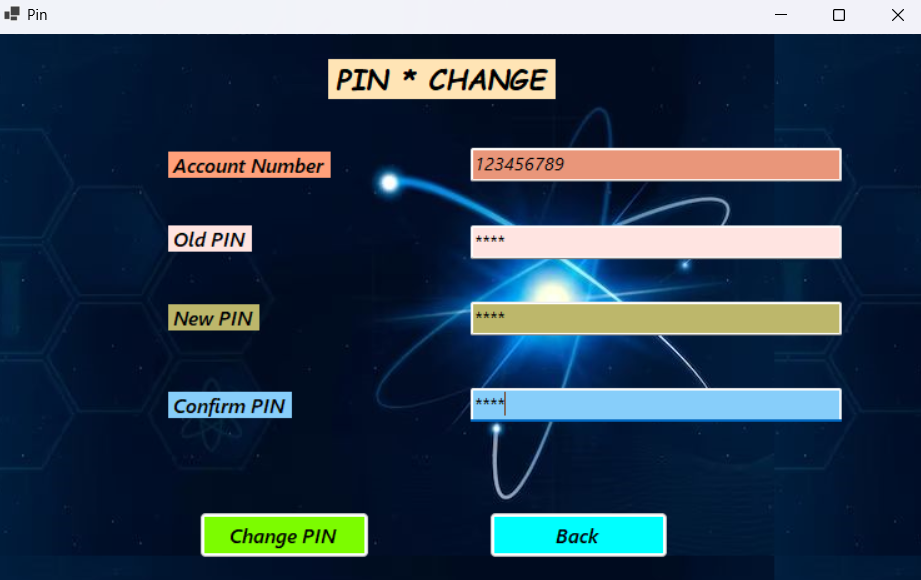 Pin
PIN * CHANGE
Account Number 123456789
Old PIN ****
New PIN ****
Confirm PIN ****
Change PIN Back